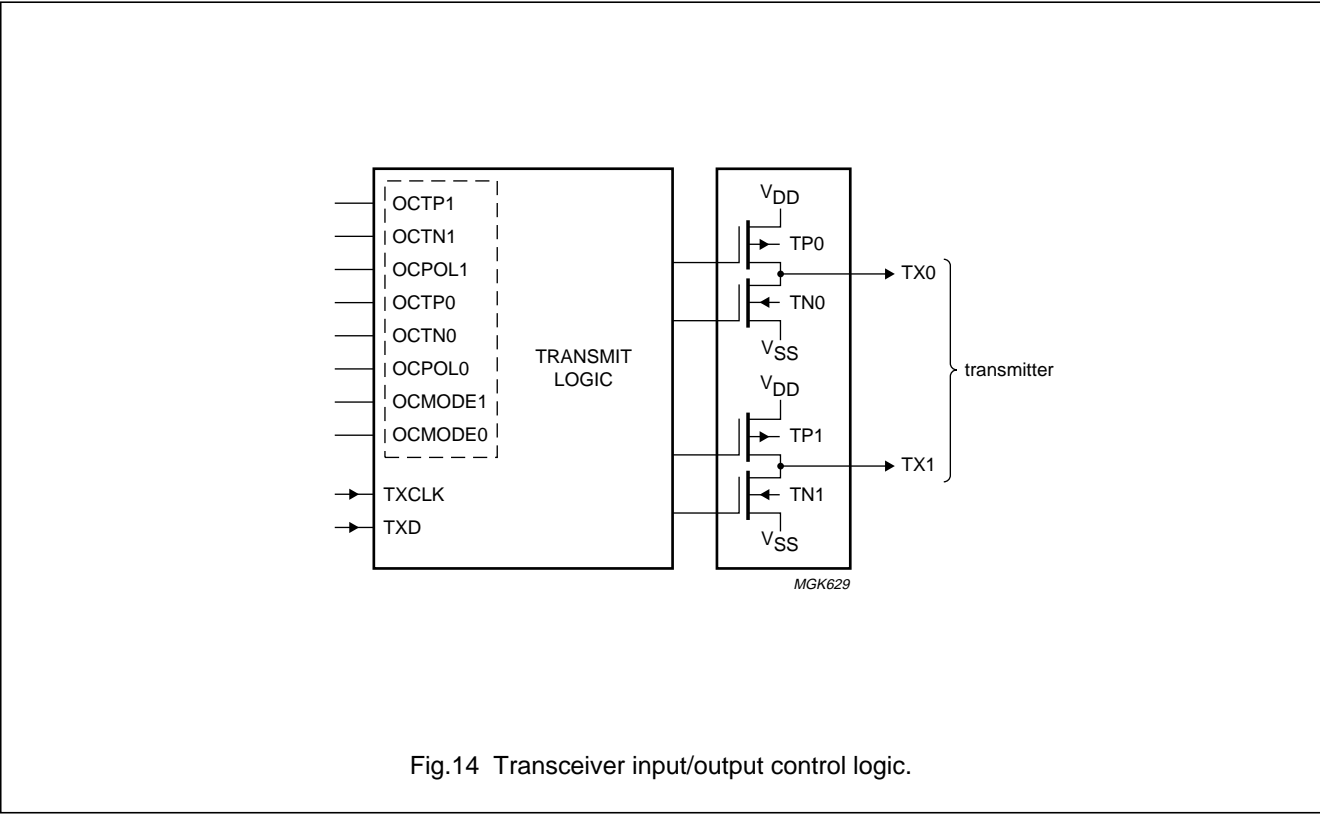 OCTP1
OCTN1
OCPOL1
OCTP0
OCTN0
OCPOL0
OCMODE1
OCMODE0
TXCLK
TXD
TRANSMIT
LOGIC
VDD
TP0
TN0
VSS
VDD
TP1
TN1
VSS
TX0
TX1
transmitter
MGK629
Fig.14 Transceiver input/output control logic.